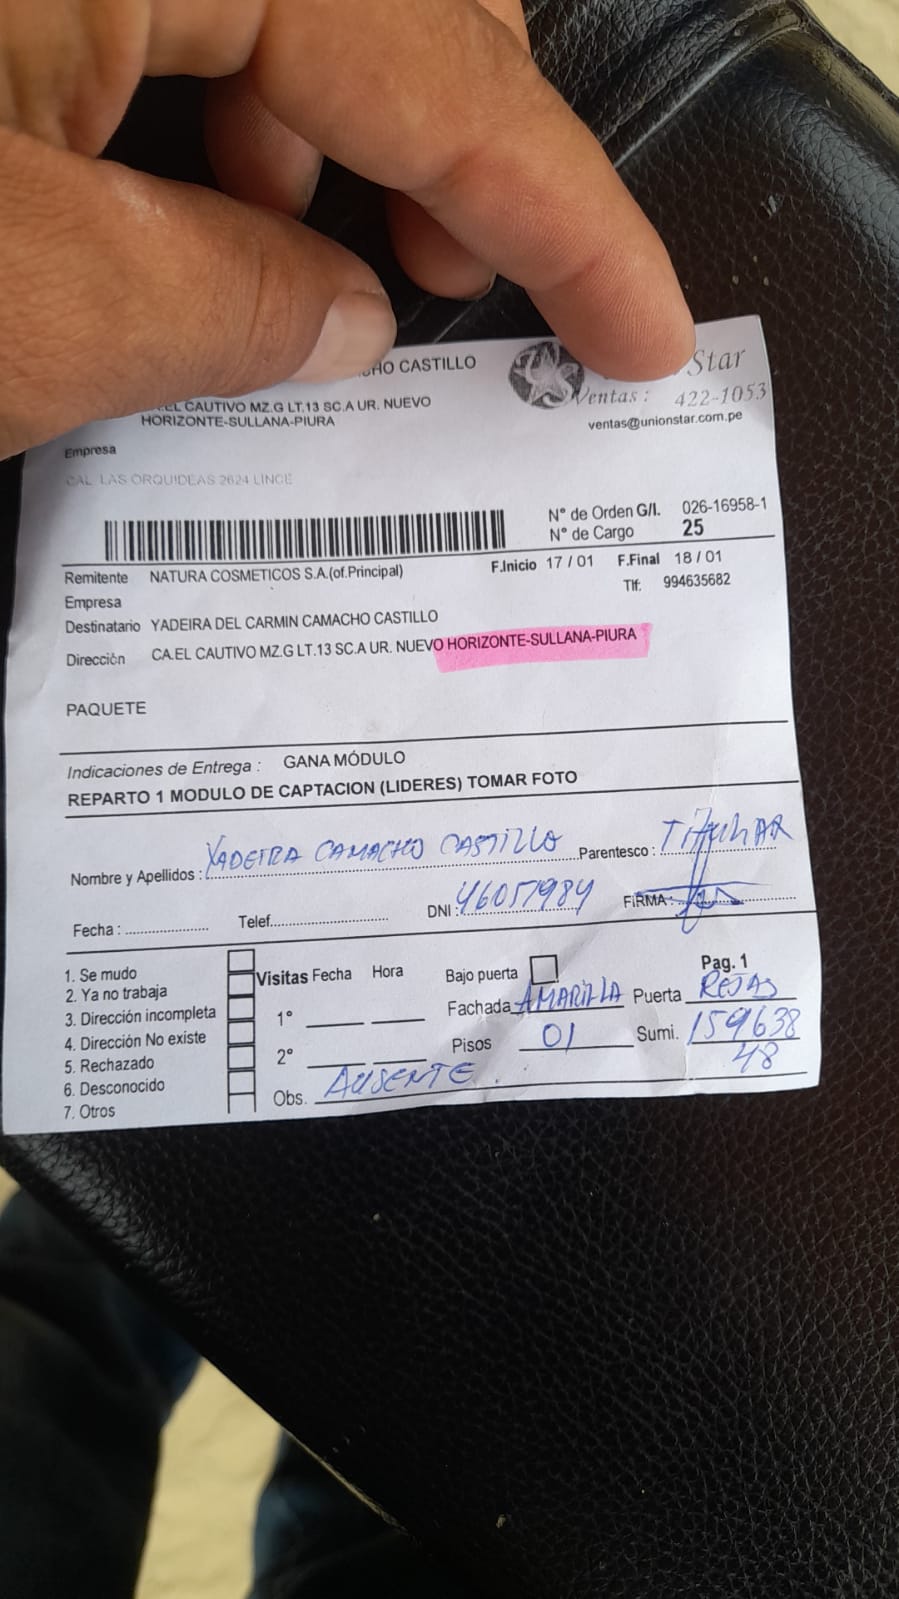 HO CASTILLO
Star
Ventas : 422-1053
EL CAUTIVO MZ.G LT.13 SC.A UR. NUEVO
HORIZONTE-SULLANA-PIURA
ventas@unionstar.com.pe
Empresa
CAL LAS ORQUIDEAS 2624 LINCE
N° de Orden G/I. 026-16958-1
N° de Cargo 25
Remitente NATURA COSMETICOS S.A.(of.Principal) F.Inicio 17 / 01 F.Final 18 / 01
Empresa Tlf: 994635682
Destinatario YADEIRA DEL CARMIN CAMACHO CASTILLO
Dirección CA.EL CAUTIVO MZ.G LT.13 SC.A UR. NUEVO HORIZONTE-SULLANA-PIURA
PAQUETE
Indicaciones de Entrega : GANA MÓDULO
REPARTO 1 MODULO DE CAPTACION (LIDERES) TOMAR FOTO
Nombre y Apellidos : YADEIRA CAMACHO CASTILLO Parentesco : TITULAR
Fecha : Telef. DNI : 46051984 FIRMA :
1. Se mudo
2. Ya no trabaja
3. Dirección incompleta
4. Dirección No existe
5. Rechazado
6. Desconocido
7. Otros
Visitas Fecha Hora
1°
2°
Bajo puerta Pag. 1
Fachada AMARILLA Puerta REJAS
Pisos 01 Sumi. 159638
48
Obs. AUSENTE.